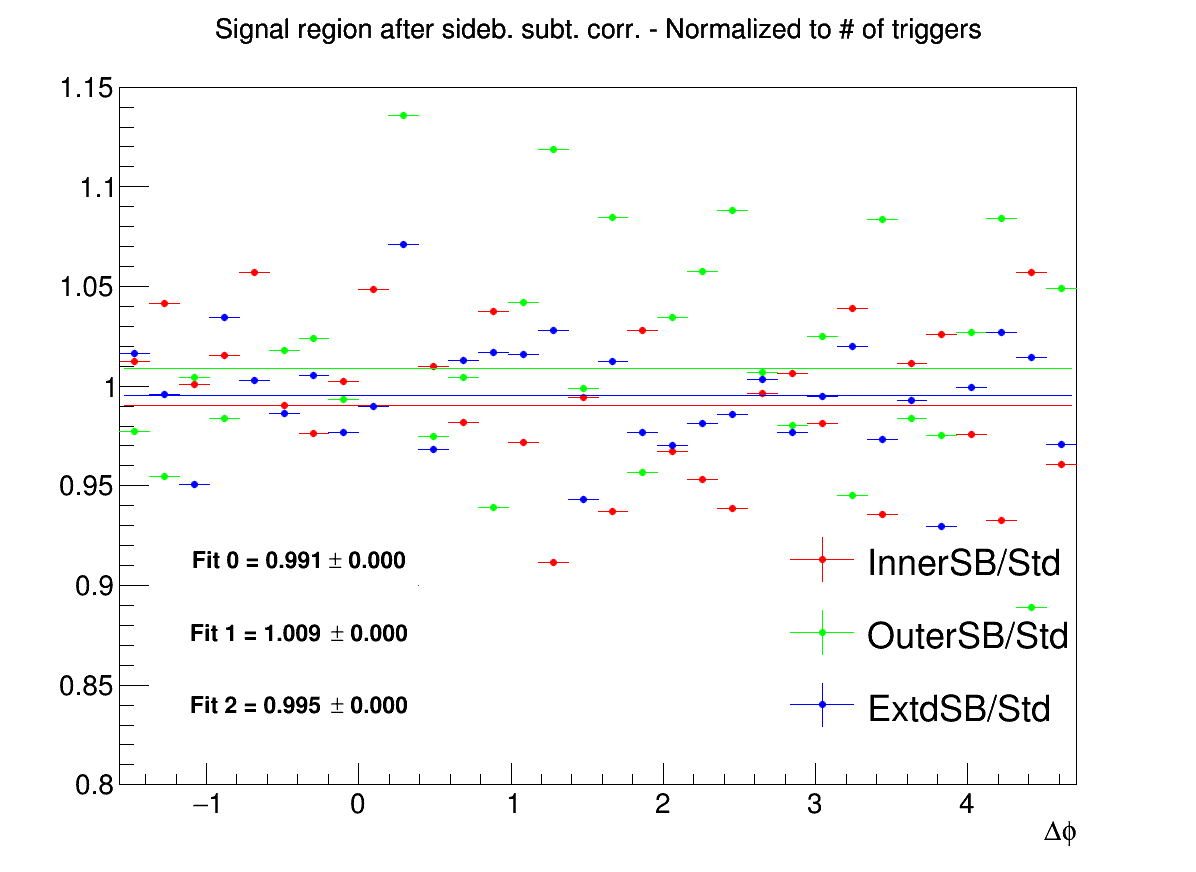 Signal region after sideb. subt. corr. - Normalized to # of triggers
1.15
1.1
1.05
1
0.95
0.9
0.85
0.8
Fit 0 = 0.991 ± 0.000
Fit 1 = 1.009 ± 0.000
Fit 2 = 0.995 ± 0.000
InnerSB/Std
OuterSB/Std
ExtdSB/Std
−1 0 1 2 3 4
Δϕ